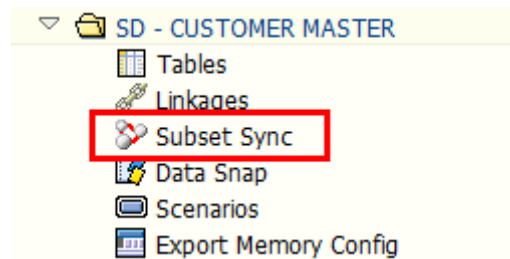 SD - CUSTOMER MASTER
Tables
Linkages
Subset Sync
Data Snap
Scenarios
Export Memory Config